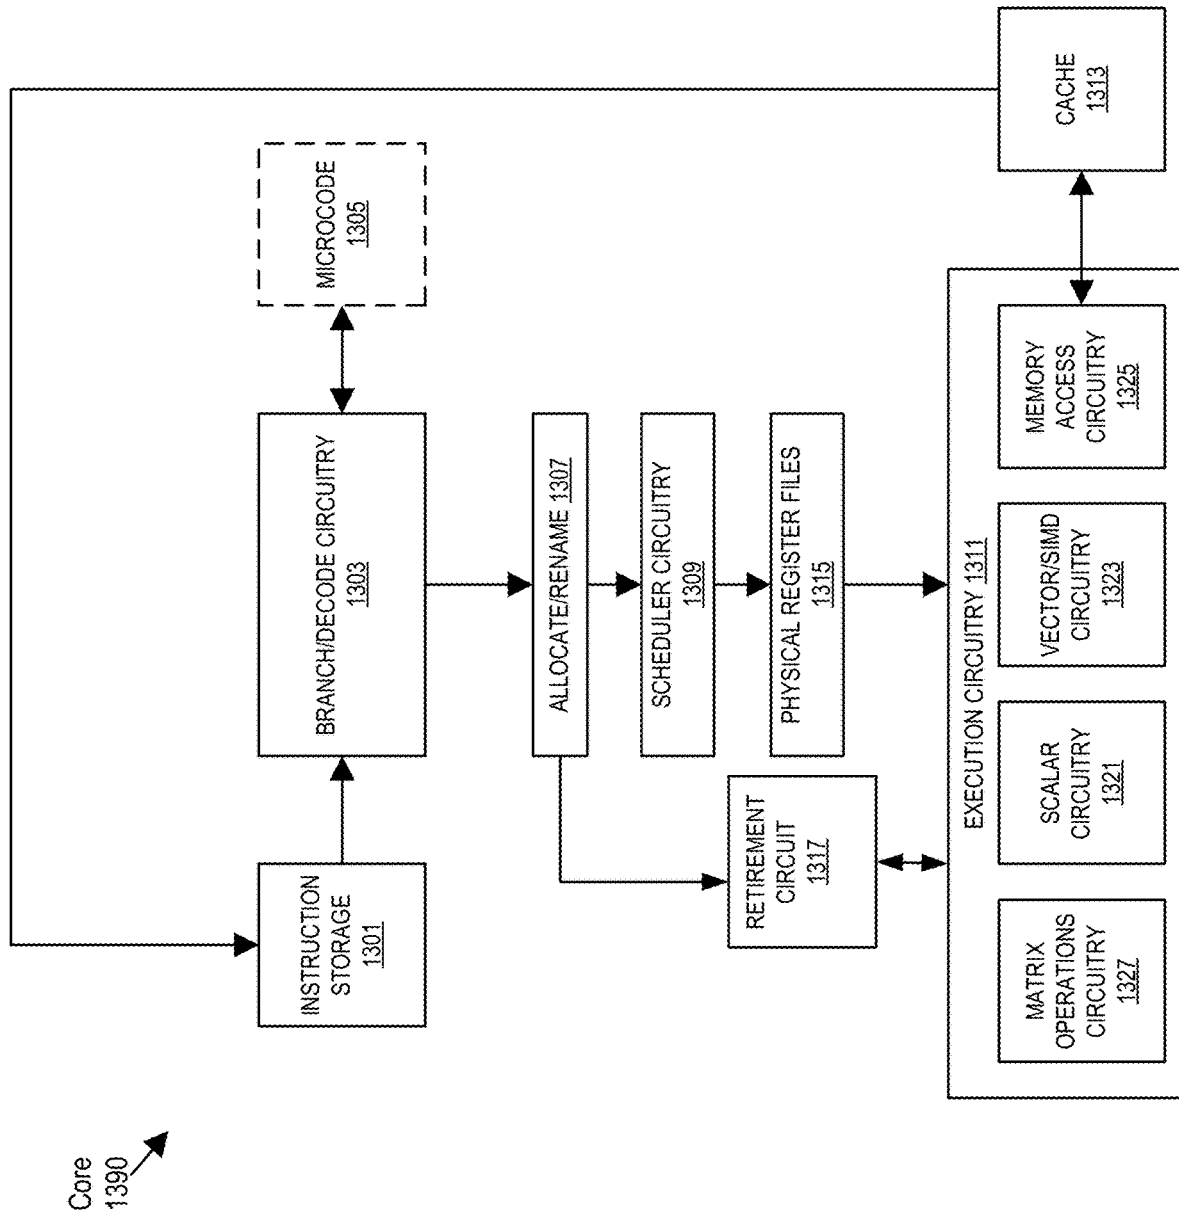 Core
1390
INSTRUCTION
STORAGE
1301
BRANCH/DECODE CIRCUITRY
1303
MICROCODE
1305
ALLOCATE/RENAME 1307
SCHEDULER CIRCUITRY
1309
PHYSICAL REGISTER FILES
1315
RETIREMENT
CIRCUIT
1317
EXECUTION CIRCUITRY 1311
MATRIX
OPERATIONS
CIRCUITRY
1327
SCALAR
CIRCUITRY
1321
VECTOR/SIMD
CIRCUITRY
1323
MEMORY
ACCESS
CIRCUITRY
1325
CACHE
1313